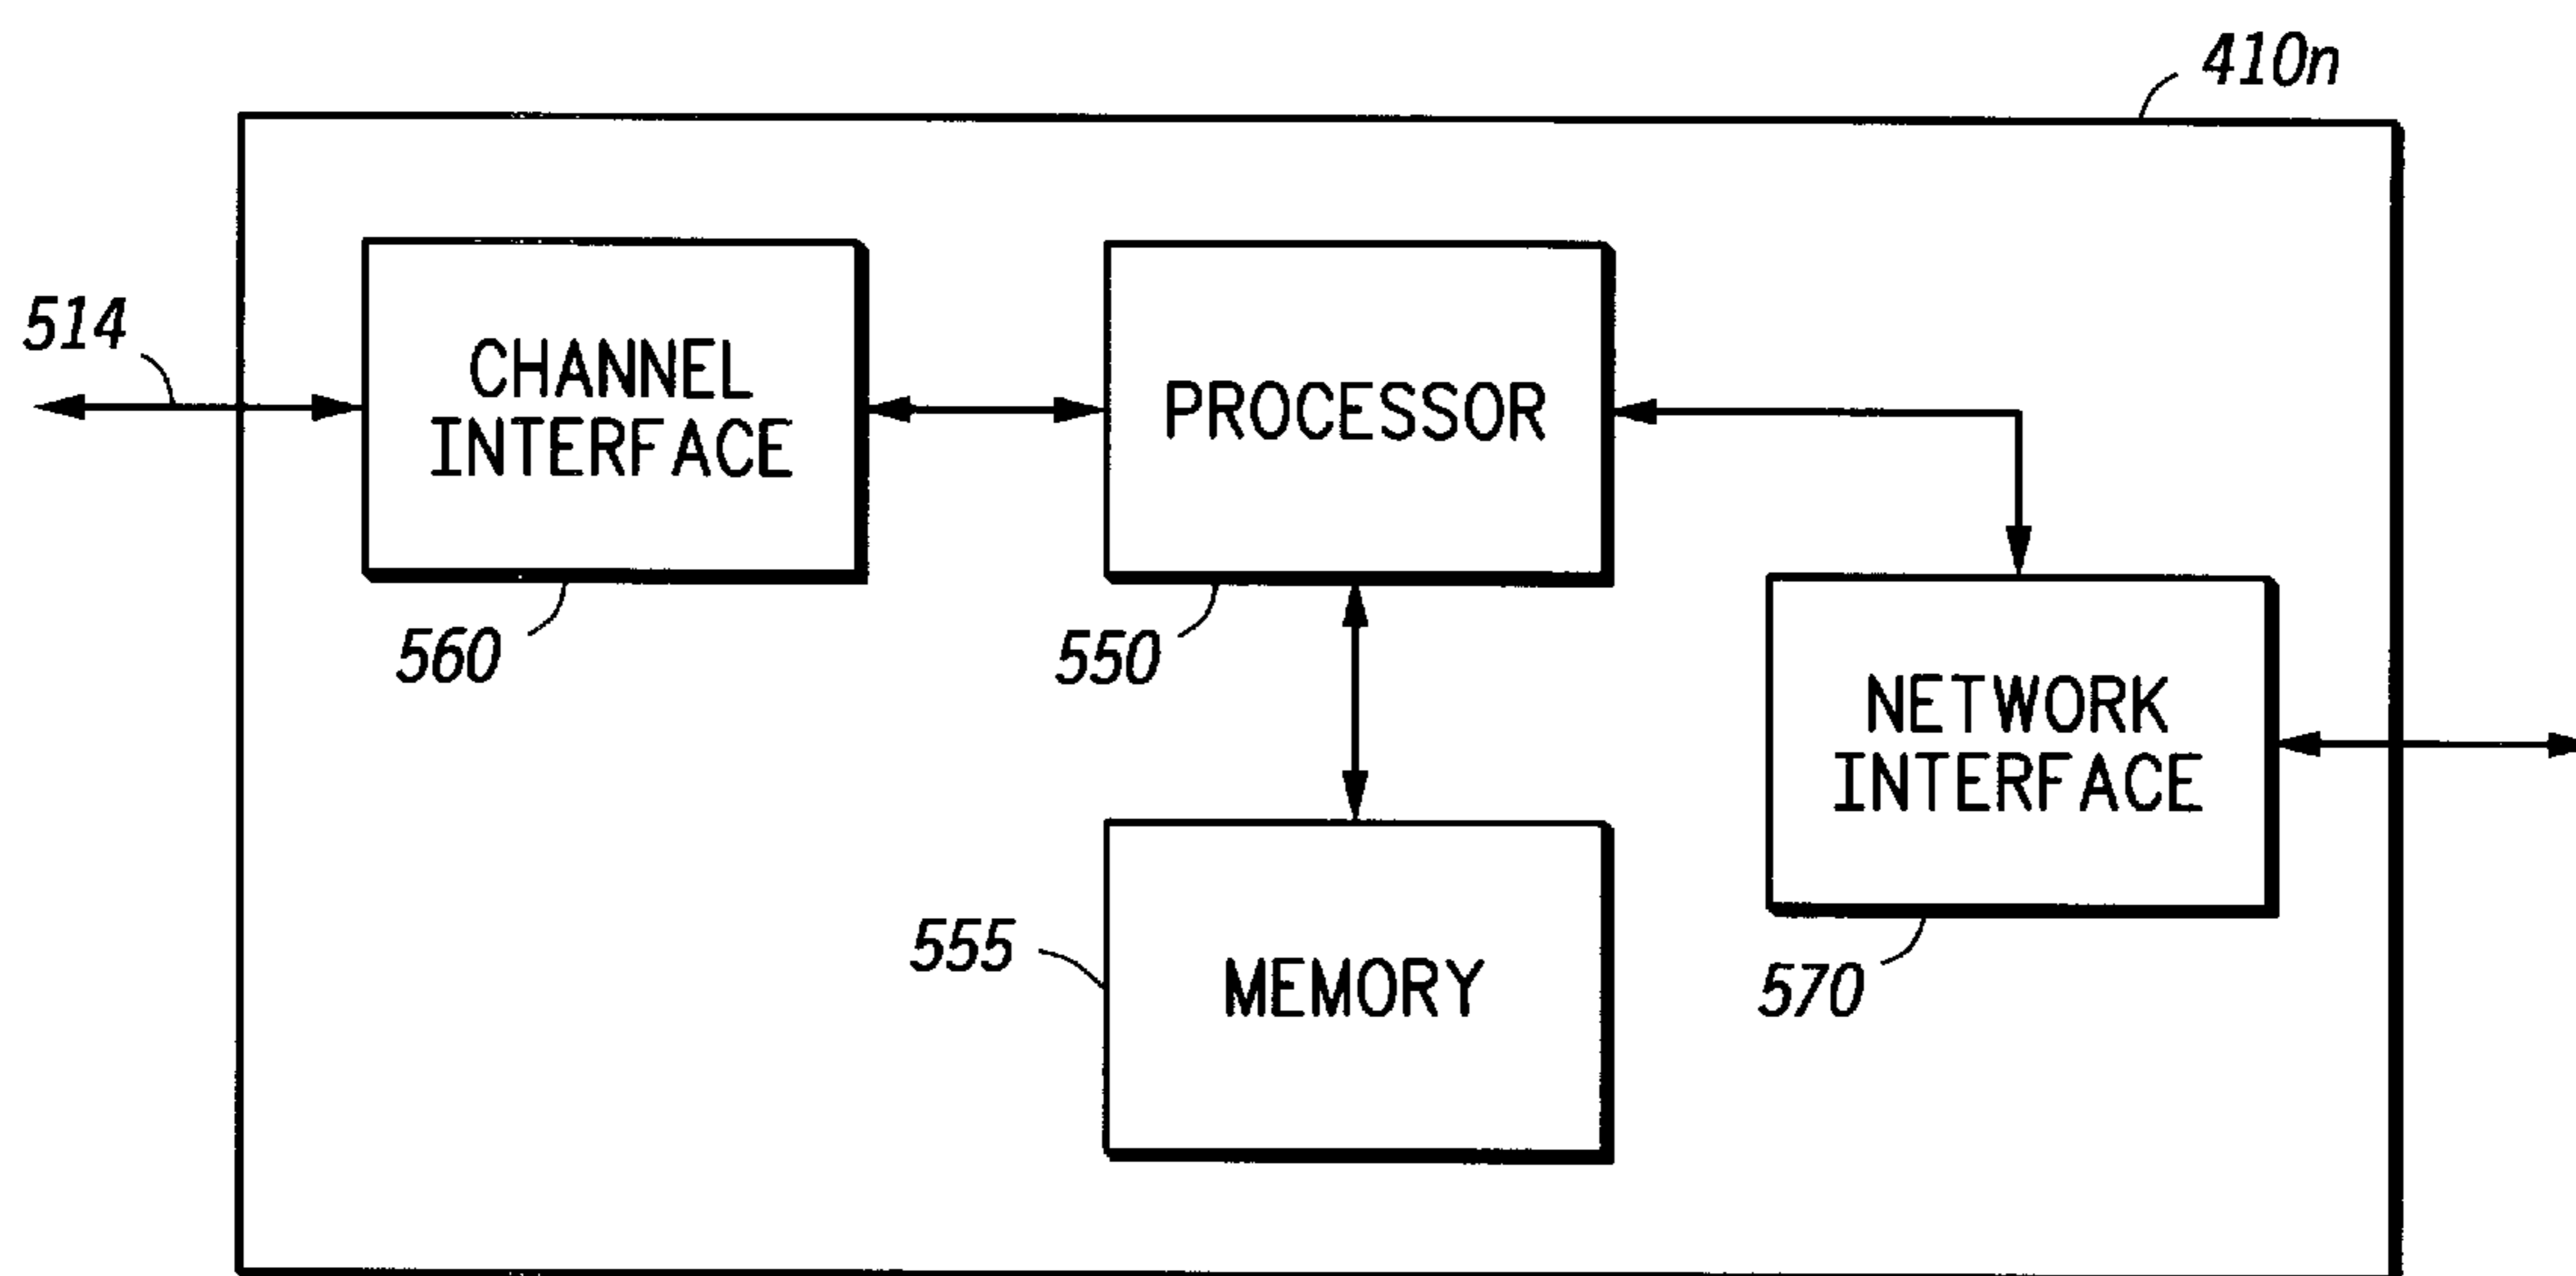 410n
514
CHANNEL
INTERFACE
PROCESSOR
560
550
NETWORK
INTERFACE
555
MEMORY
570